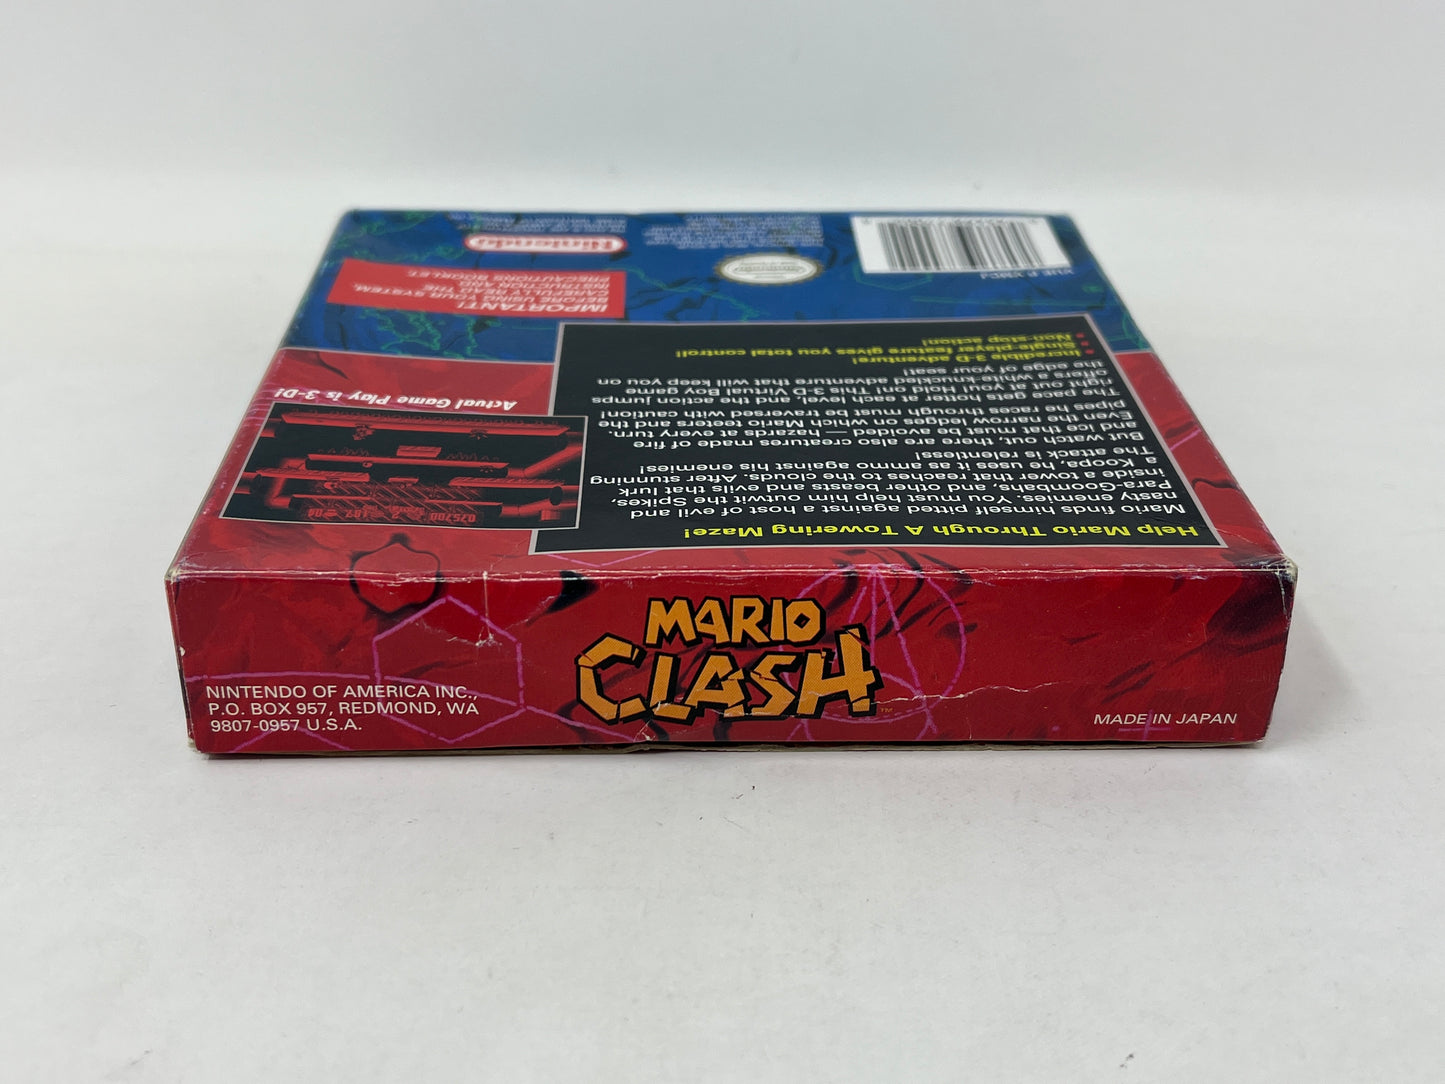 MARIO
CLASH
TM
NINTENDO OF AMERICA INC.,
P.O. BOX 957, REDMOND, WA
9807-0957 U.S.A.
MADE IN JAPAN
Help Mario Through A Towering Maze!
Mario finds himself pitted against a host of evil and
nasty enemies. You must help him outwit the Spikes,
Para-Goombahs, and other beasts and evils that lurk
inside a tower that reaches to the clouds. After stunning
a Koopa, he uses it as ammo against his enemies!
The attack is relentless!
But watch out, there are also creatures made of fire
and ice that must be avoided — hazards at every turn.
Even the narrow ledges on which Mario teeters and the
pipes he races through must be traversed with caution!
The pace gets hotter at each level, and the action jumps
right out at you! Hold on! This 3-D Virtual Boy game
offers a white-knuckled adventure that will keep you on
the edge of your seat!
• Incredible 3-D adventure!
• Single-player feature gives you total control!
• Non-stop action!
Actual Game Play is 3-D!
IMPORTANT!
BEFORE USING YOUR SYSTEM,
CAREFULLY READ THE
INSTRUCTION AND
PRECAUTIONS BOOKLET.
Nintendo